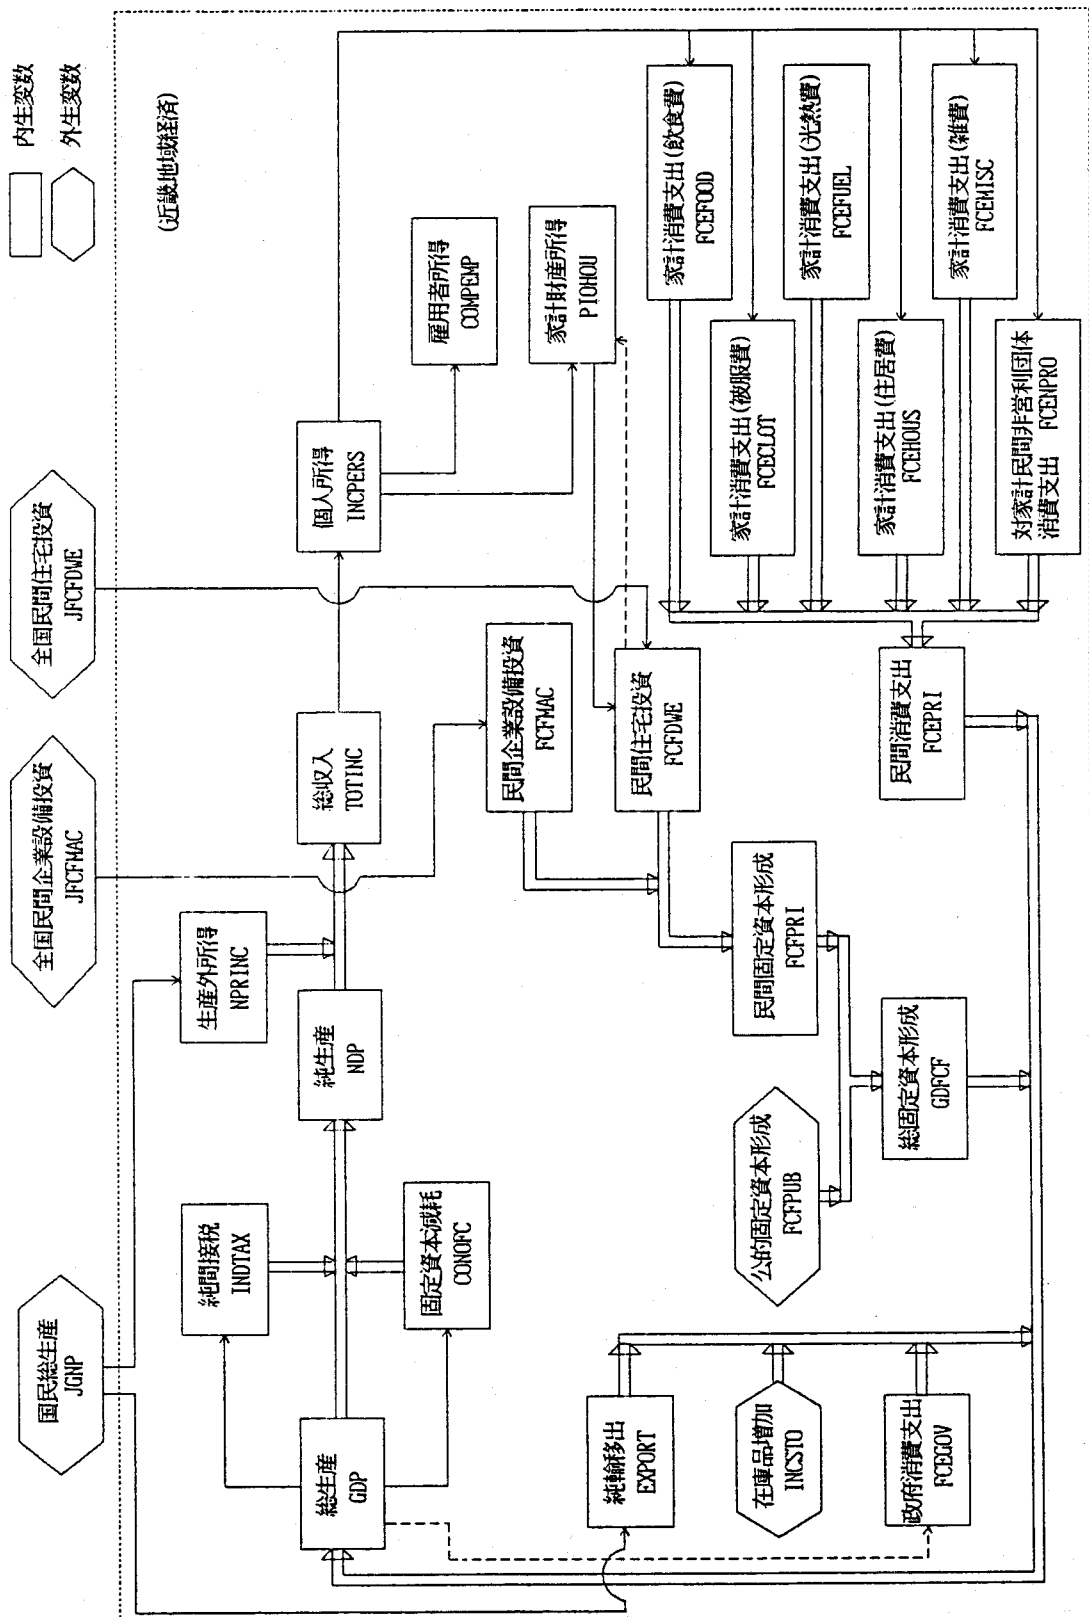 内生変数
外生変数
(近畿地域経済)
国民総生産
JGNP
全国民間企業設備投資
JFCFMAC
全国民間住宅投資
JFCFDWE
純間接税
INDTAX
生産外所得
NPRINC
総生産
GDP
純生産
NDP
総収入
TOTINC
個人所得
INCPERS
固定資本減耗
CONOFC
雇用者所得
COMPEMP
民間企業設備投資
FCFMAC
家計財産所得
PIOHOU
純輸移出
EXPORT
民間住宅投資
FCFDWE
家計消費支出(飲食費)
FCEFOOD
家計消費支出(被服費)
FCECLOT
在庫品増加
INCSTO
公的固定資本形成
FCFPUB
民間固定資本形成
FCFPRI
家計消費支出(光熱費)
FCEFUEL
家計消費支出(住居費)
FCEHOUS
政府消費支出
FCEGOV
総固定資本形成
GDFCF
民間消費支出
FCEPRI
家計消費支出(雑費)
FCEMISC
対家計民間非営利団体
消費支出 FCENPRO